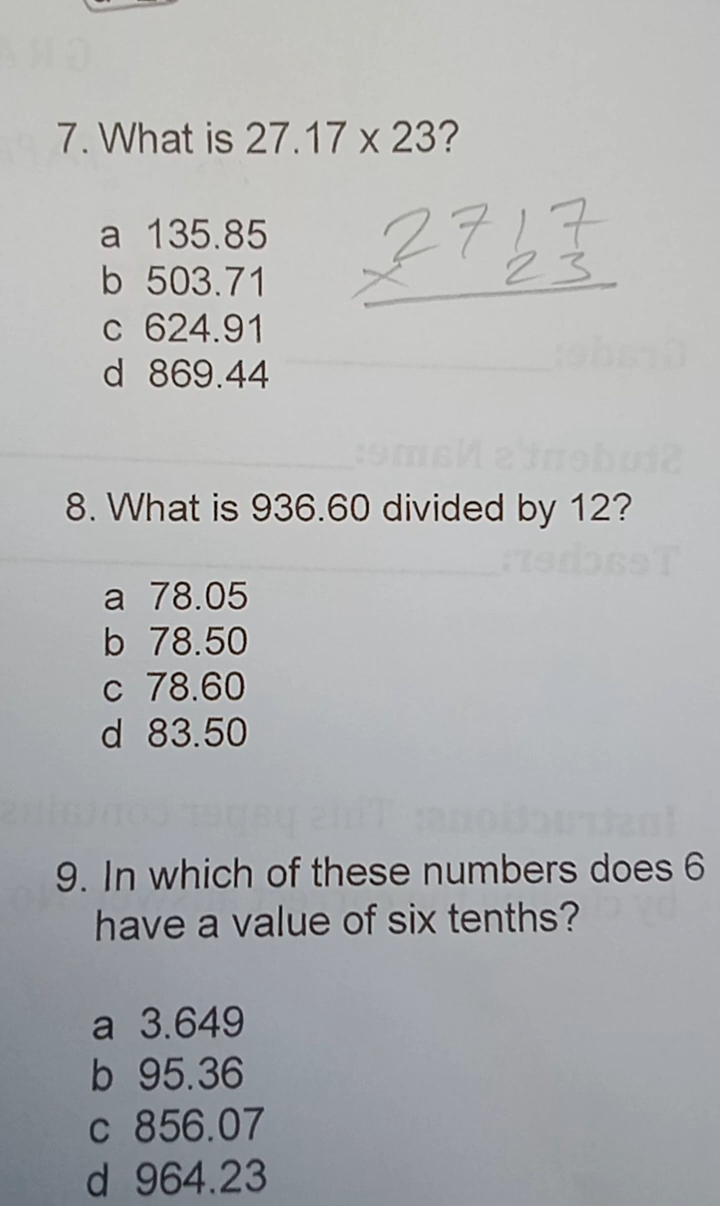 7. What is 27.17 x 23?
a 135.85
b 503.71
c 624.91
d 869.44
2717
x 23
8. What is 936.60 divided by 12?
a 78.05
b 78.50
c 78.60
d 83.50
9. In which of these numbers does 6
have a value of six tenths?
a 3.649
b 95.36
c 856.07
d 964.23